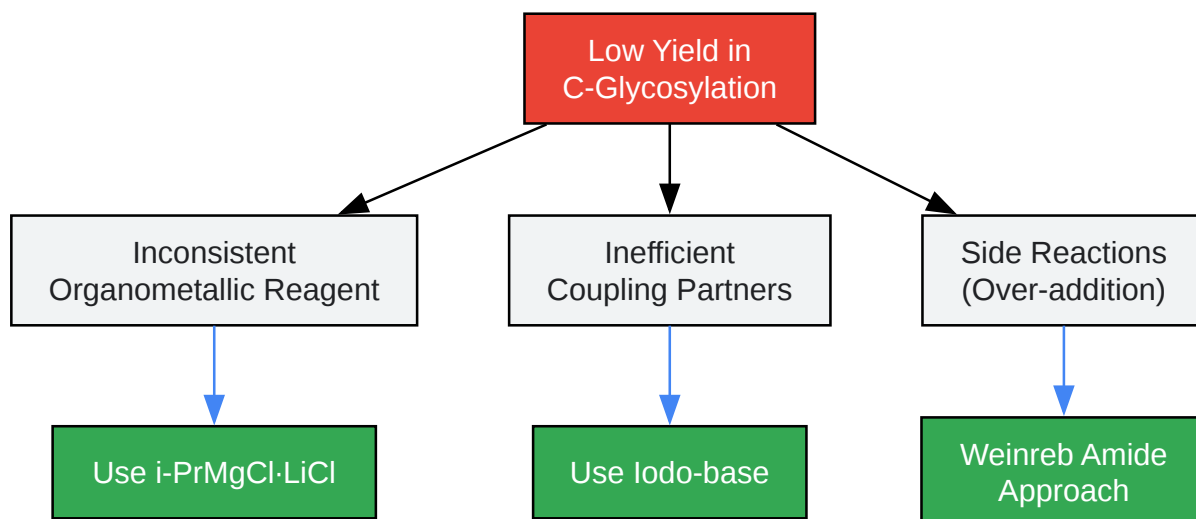 Low Yield in
C-Glycosylation
Inconsistent
Organometallic Reagent
Inefficient
Coupling Partners
Side Reactions
(Over-addition)
Use i-PrMgCl·LiCl
Use Iodo-base
Weinreb Amide
Approach